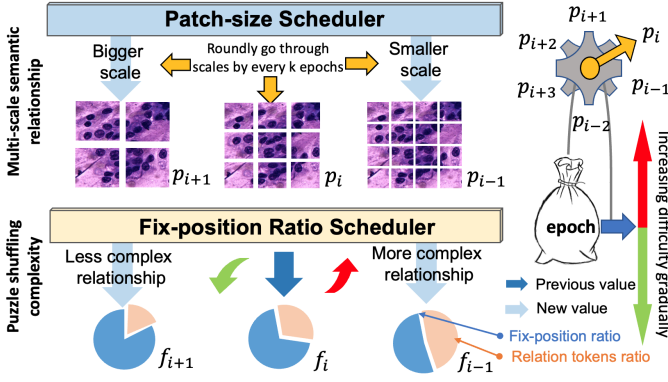 Patch-size Scheduler
Multi-scale semantic
relationship
Bigger
scale
Roundly go through
scales by every k epochs
Smaller
scale
p_{i+1}
p_i
p_{i-1}
p_{i+1}
p_i
p_{i+2}
p_{i+3}
p_{i-1}
p_{i-2}
epoch
Increasing difficulty gradually
Fix-position Ratio Scheduler
Puzzle shuffling
complexity
Less complex
relationship
More complex
relationship
f_{i+1}
f_i
f_{i-1}
Previous value
New value
Fix-position ratio
Relation tokens ratio